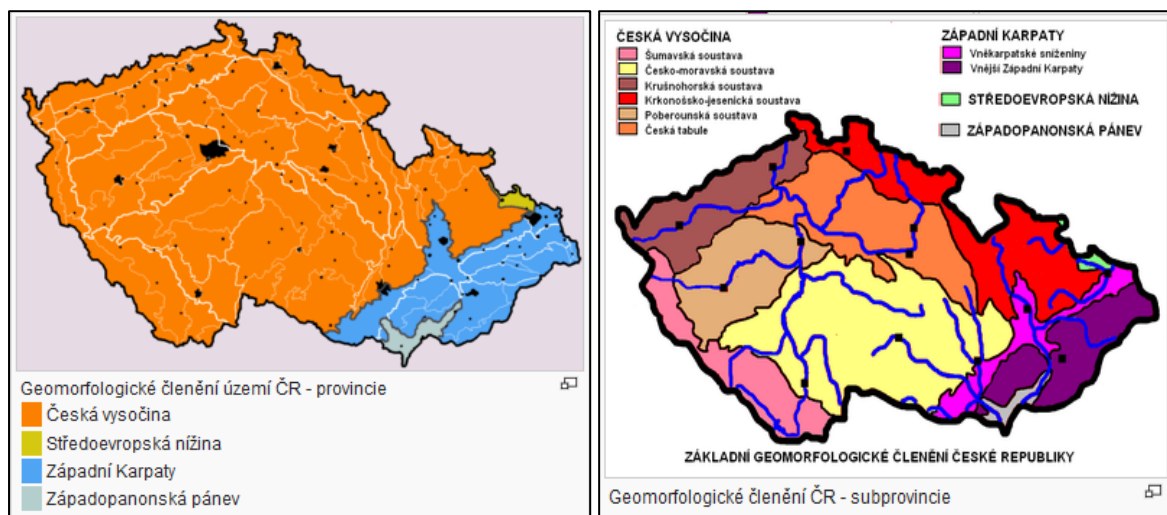 Geomorfologické členění území ČR - provincie
Česká vysočina
Středoevropská nížina
Západní Karpaty
Západopanonská pánev
ČESKÁ VYSOČINA
Šumavská soustava
Česko-moravská soustava
Krušnohorská soustava
Krkonošsko-jesenická soustava
Poberounská soustava
Česká tabule
ZÁPADNÍ KARPATY
Vněkarpatské sníženiny
Vnější Západní Karpaty
STŘEDOEVROPSKÁ NÍŽINA
ZÁPADOPANONSKÁ PÁNEV
ZÁKLADNÍ GEOMORFOLOGICKÉ ČLENĚNÍ ČESKÉ REPUBLIKY
Geomorfologické členění ČR - subprovincie